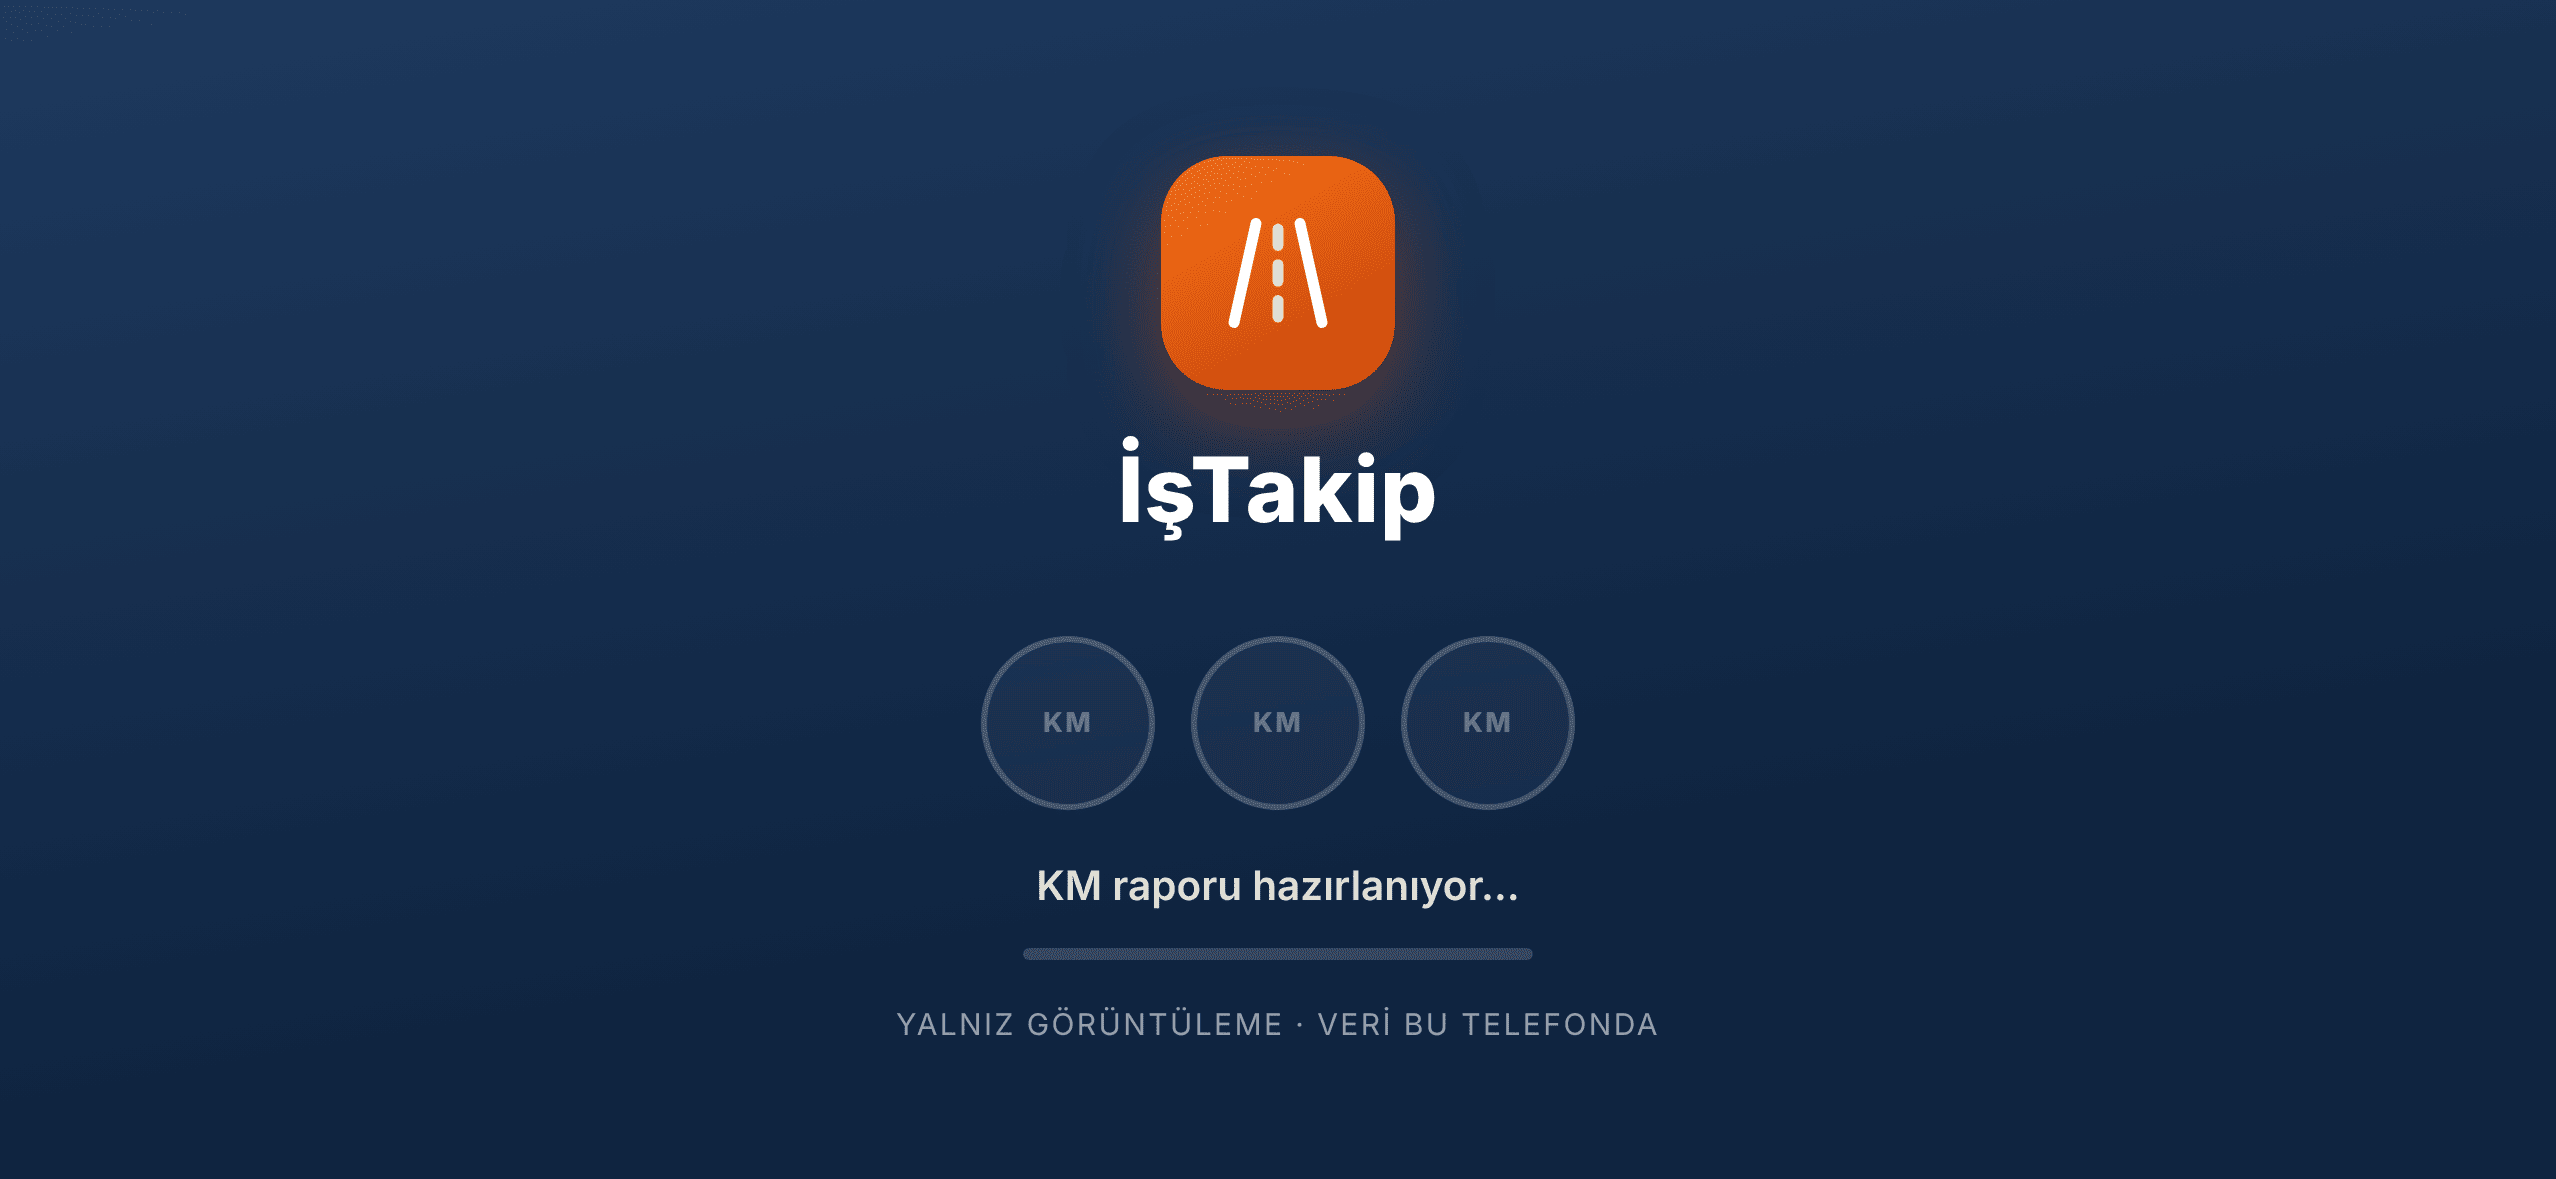 İşTakip
KM KM KM
KM raporu hazırlanıyor...
YALNIZ GÖRÜNTÜLEME · VERİ BU TELEFONDA